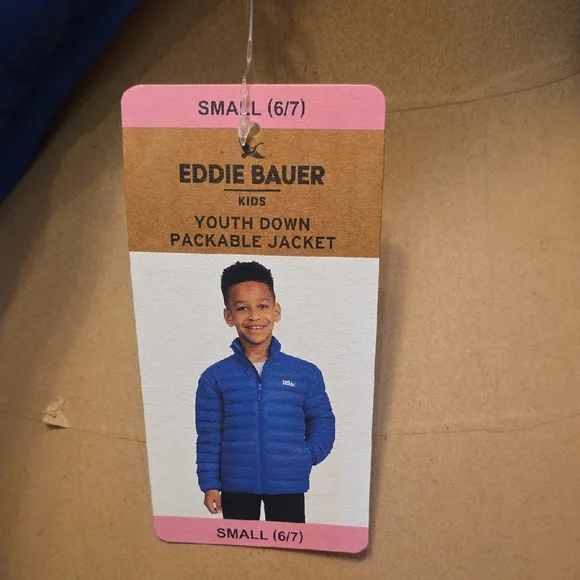 SMALL (6/7)
EDDIE BAUER
KIDS
YOUTH DOWN
PACKABLE JACKET
SMALL (6/7)